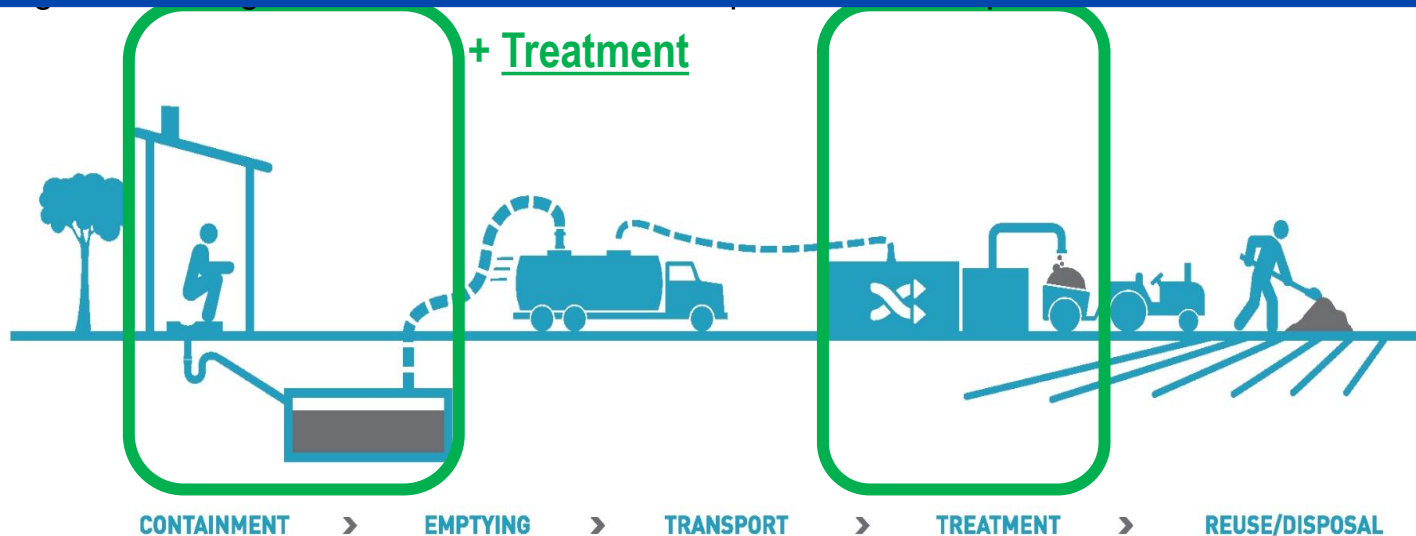 + Treatment
CONTAINMENT > EMPTYING > TRANSPORT > TREATMENT > REUSE/DISPOSAL